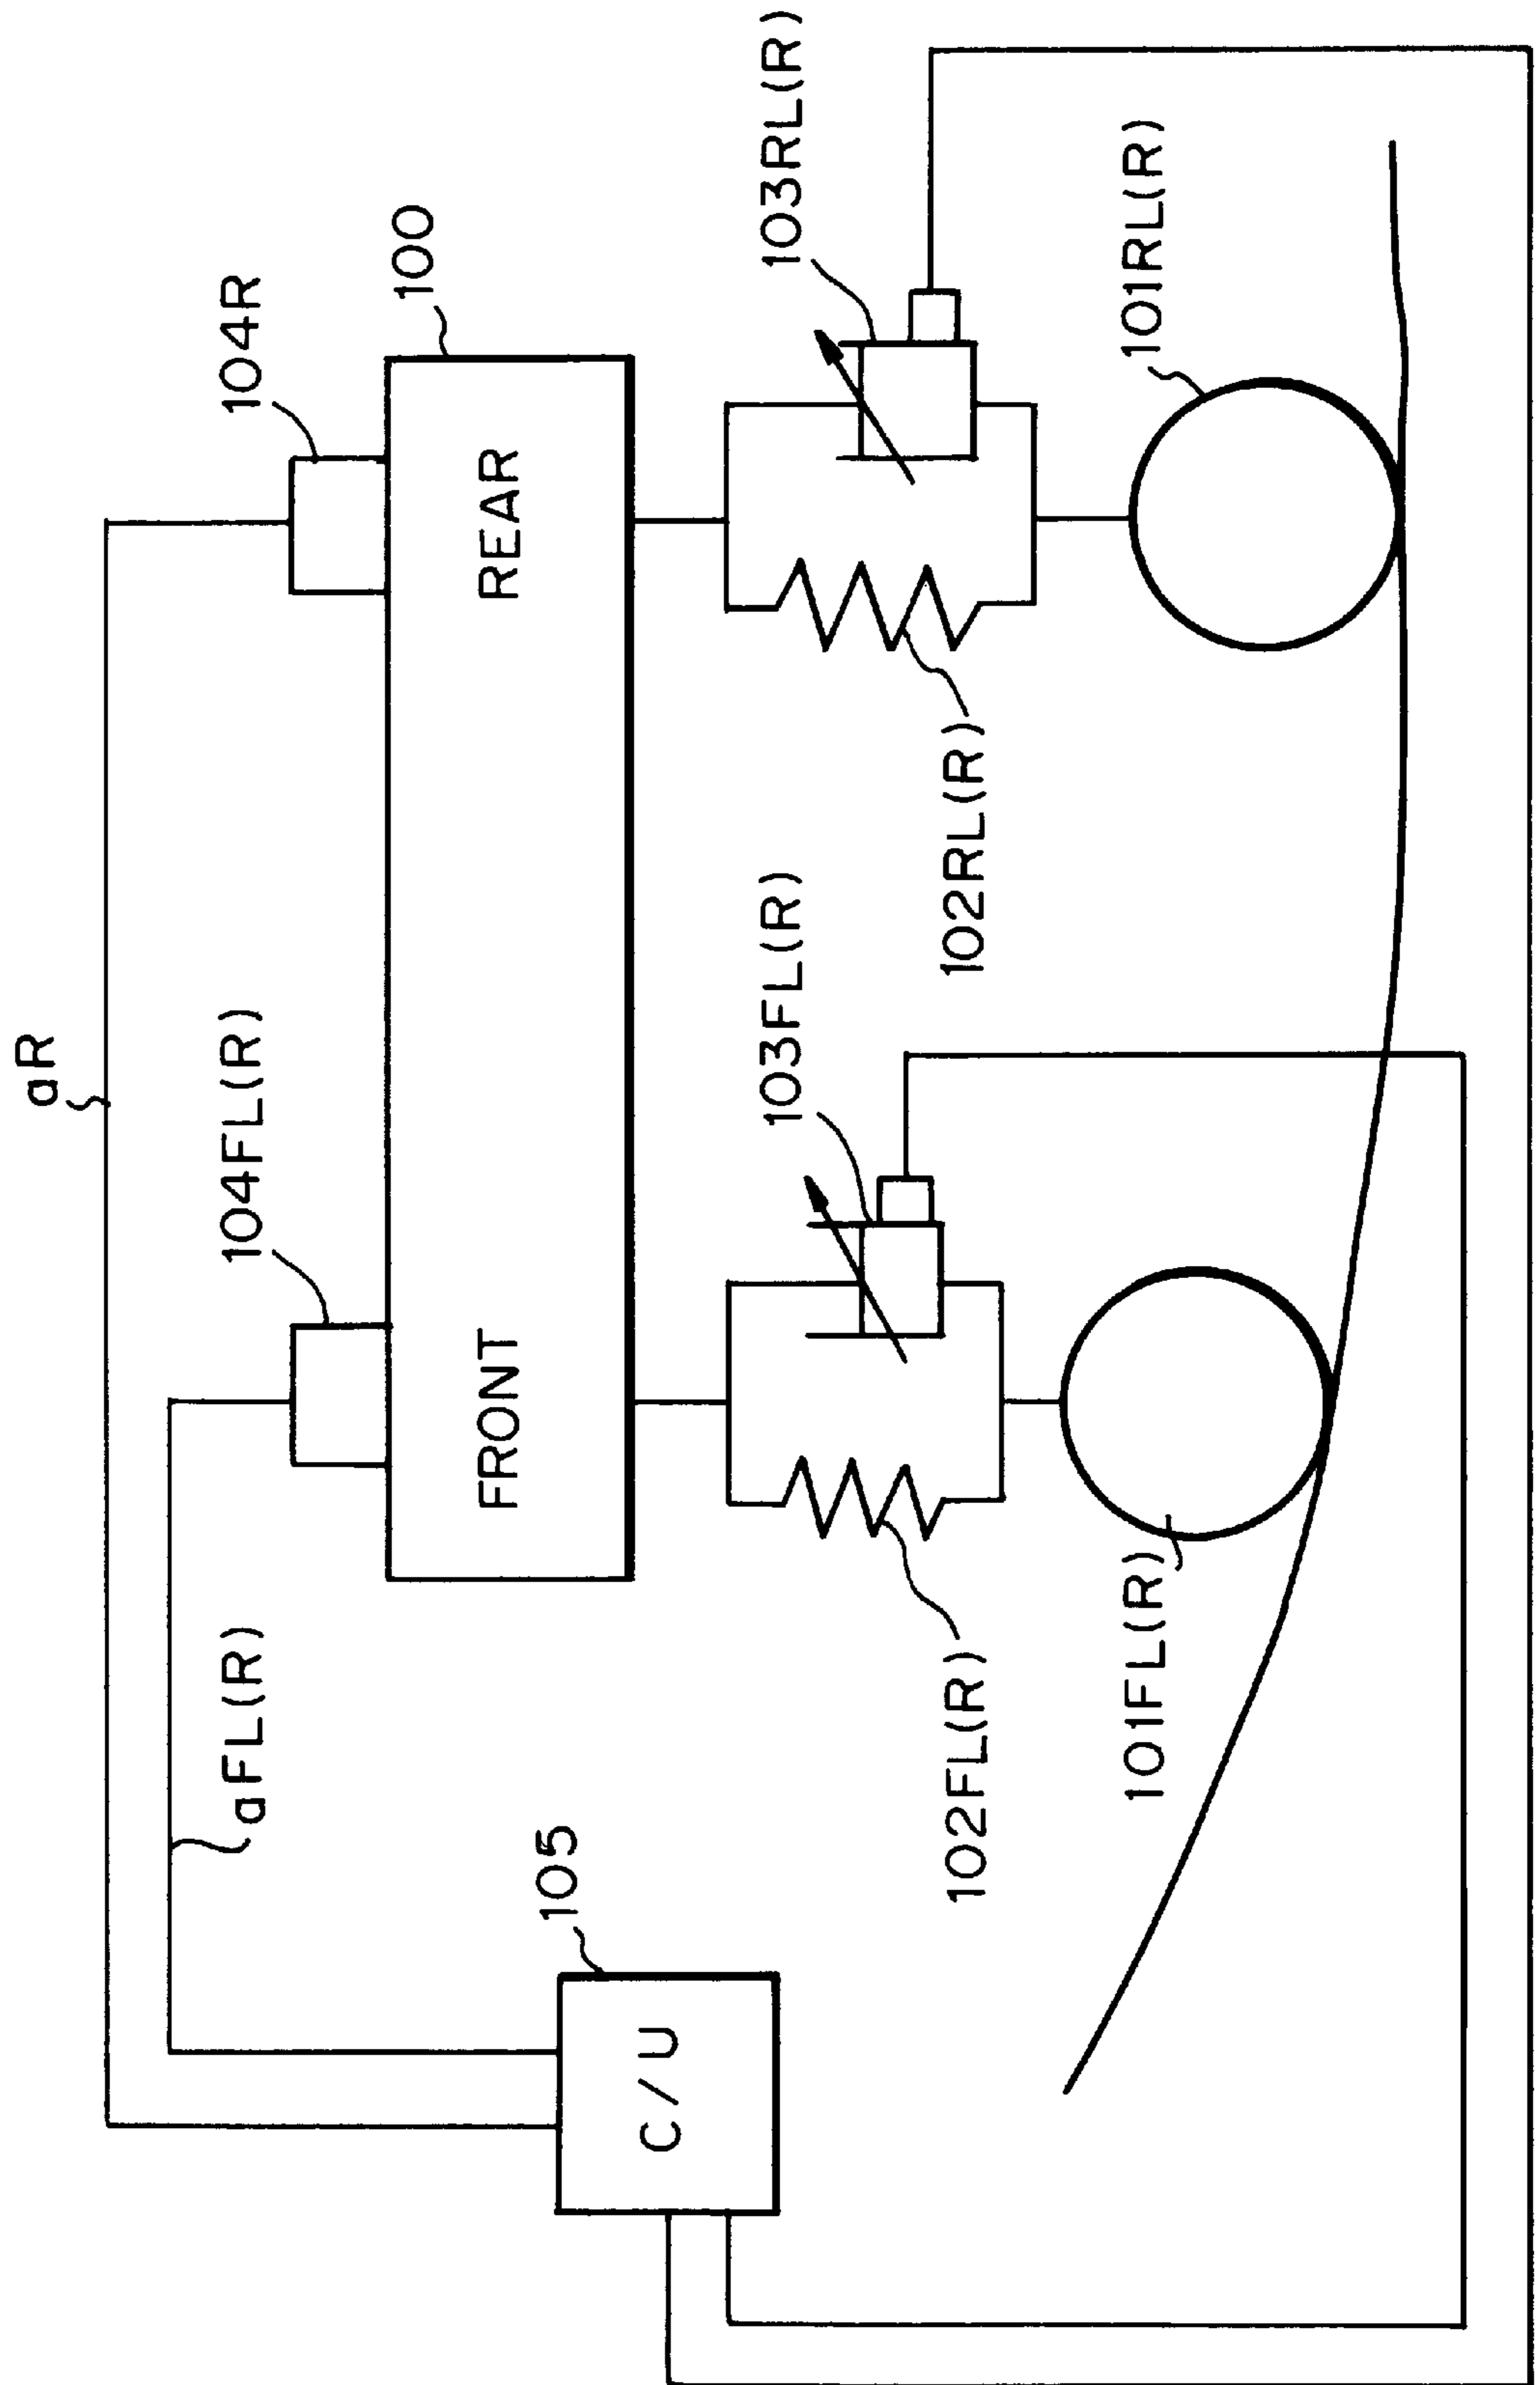 aR
aFL(R)
104FL(R)
104R
100
105
C/U
FRONT
REAR
103FL(R)
103RL(R)
102FL(R)
102RL(R)
101FL(R)
101RL(R)